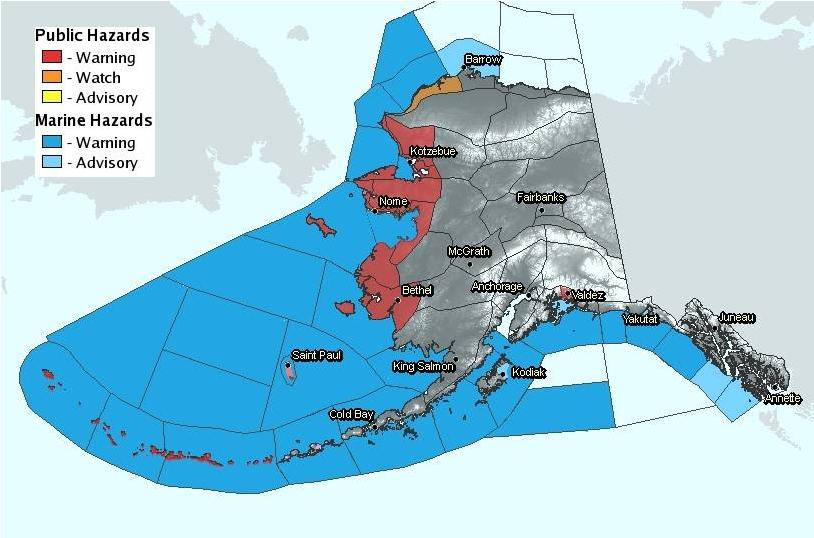 Public Hazards
- Warning
- Watch
- Advisory
Marine Hazards
- Warning
- Advisory
Barrow
Kotzebue
Nome
Fairbanks
McGrath
Bethel
Anchorage
Valdez
Yakutat
Juneau
Saint Paul
King Salmon
Kodiak
Annette
Cold Bay